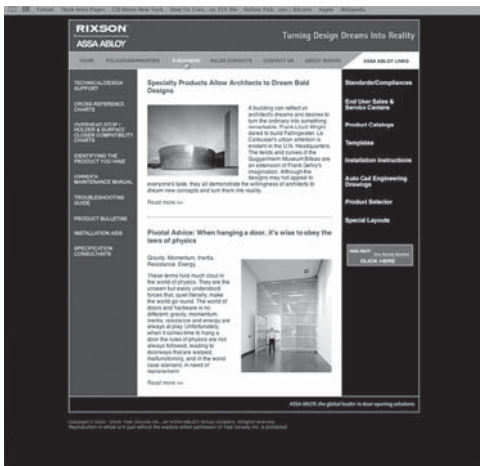 RIXSON
ASSA ABLOY
Turning Design Dreams Into Reality
HOME
E-BUSINESS
SALES CONTACTS
CONTACT US
ABOUT RIXSON
ASSA ABLOY LINKS
TECHNICAL/DESIGN
SUPPORT
CROSS-REFERENCE
CHARTS
OVERHEAD STOP /
HOLDER & SURFACE
CLOSER COMPATIBILITY
CHARTS
IDENTIFYING THE
PRODUCT YOU HAVE
OWNER'S
MAINTENANCE MANUAL
TROUBLESHOOTING
GUIDE
PRODUCT BULLETINS
INSTALLATION AIDS
SPECIFICATION
CONSULTANTS
Specialty Products Allow Architects to Dream Bold
Designs
A building can reflect an
architect's dreams and desires to
turn the ordinary into something
remarkable. Frank Lloyd Wright
dared to build Fallingwater. Le
Corbusier's urban ambition is
evident in the U.N. Headquarters.
The twists and curves of the
Guggenheim Museum Bilbao are
an extension of Frank Gehry's
imagination. Although the
designs may not appeal to
everyone's taste, they all demonstrate the willingness of architects to
dream new concepts and turn them into reality.
Read more >>
Pivotal Advice: When hanging a door, it's wise to obey the
laws of physics
Gravity. Momentum. Inertia.
Resistance. Energy.
These terms hold much clout in
the world of physics. They are the
unseen but easily understood
forces that, quite literally, make
the world go round. The world of
doors and hardware is no
different; gravity, momentum,
inertia, resistance and energy are
always at play. Unfortunately,
when it comes time to hang a
door the rules of physics are not
always followed, leading to
doorways that are warped,
malfunctioning, and in the worst
case scenario, in need of
replacement.
Read more >>
Standards/Compliances
End User Sales &
Service Centers
Product Catalogs
Templates
Installation Instructions
Auto Cad Engineering
Drawings
Product Selector
Special Layouts
CLICK HERE
ASSA ABLOY, the global leader in door opening solutions